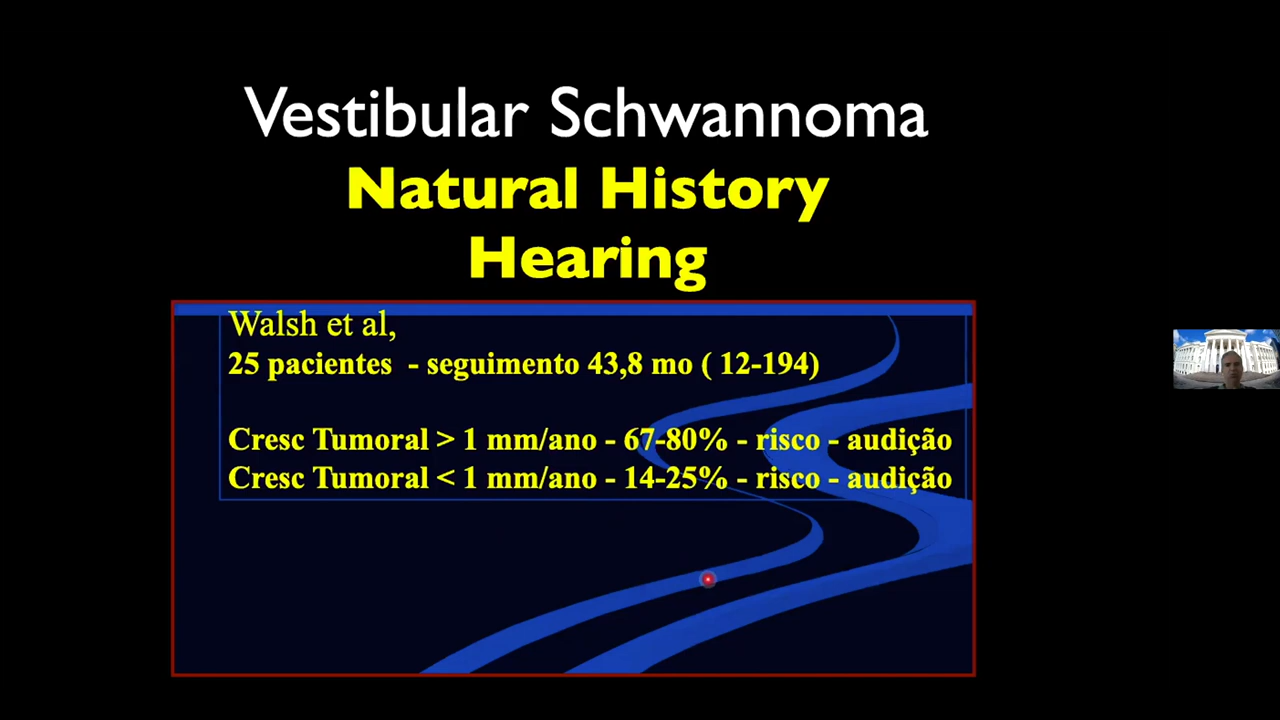 Vestibular Schwannoma
Natural History
Hearing
Walsh et al,
25 pacientes - seguimento 43,8 mo ( 12-194)
Cresc Tumoral > 1 mm/ano - 67-80% - risco - audição
Cresc Tumoral < 1 mm/ano - 14-25% - risco - audição